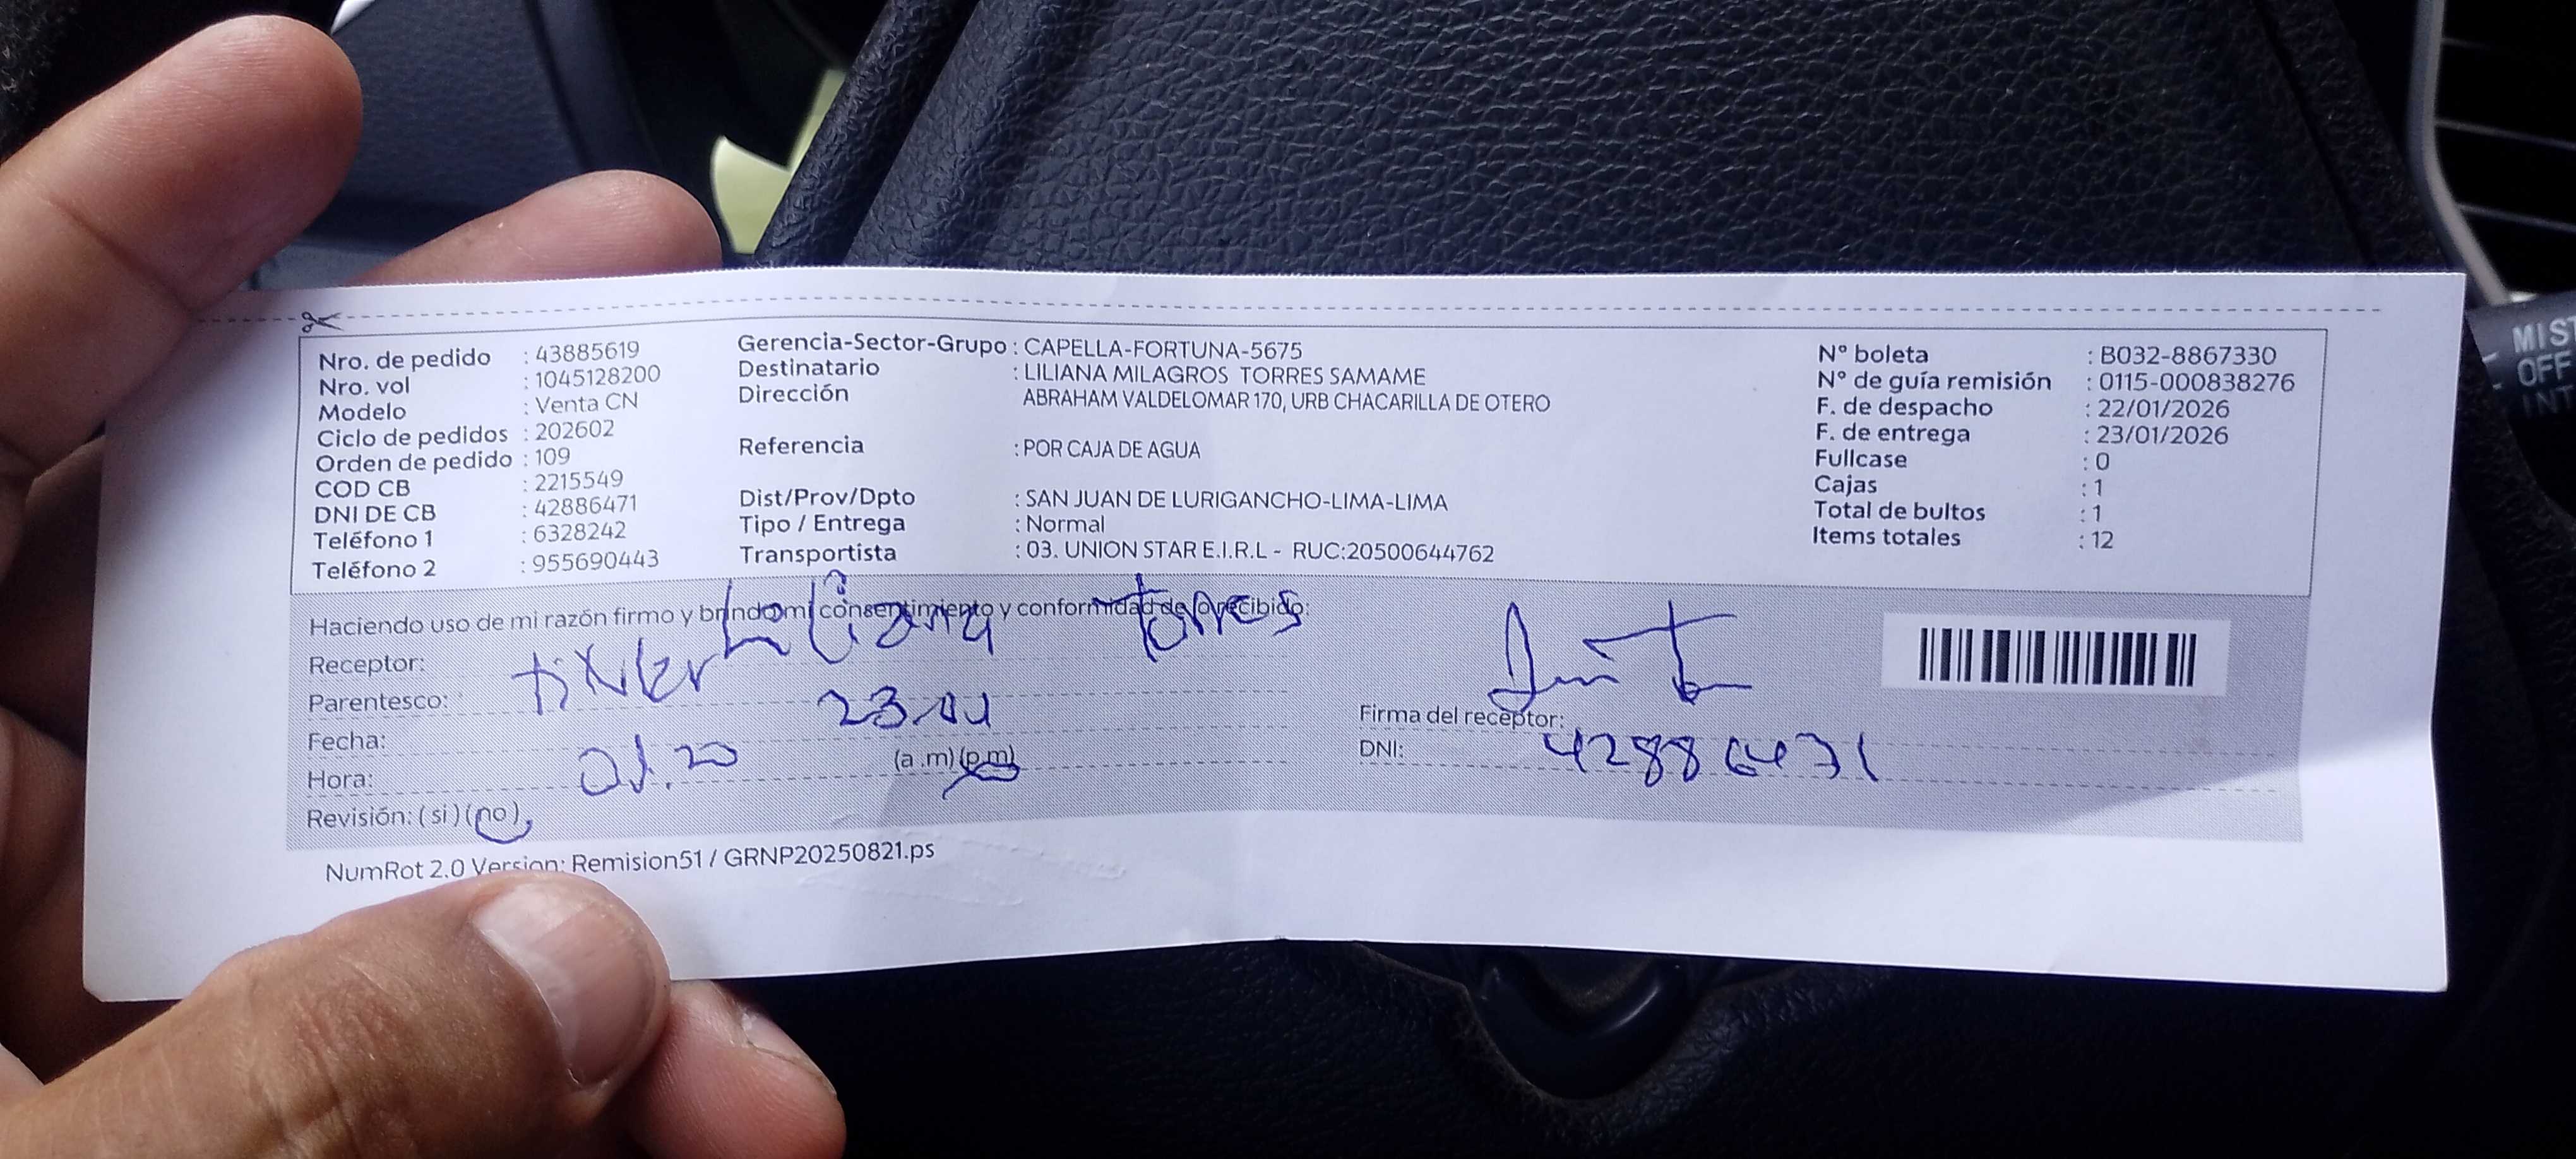 Nro. de pedido : 43885619
Nro. vol : 1045128200
Modelo : Venta CN
Ciclo de pedidos : 202602
Orden de pedido : 109
COD CB : 2215549
DNI DE CB : 42886471
Teléfono 1 : 6328242
Teléfono 2 : 955690443
Gerencia-Sector-Grupo : CAPELLA-FORTUNA-5675
Destinatario : LILIANA MILAGROS TORRES SAMAME
Dirección ABRAHAM VALDELOMAR 170, URB CHACARILLA DE OTERO
Referencia : POR CAJA DE AGUA
Dist/Prov/Dpto : SAN JUAN DE LURIGANCHO-LIMA-LIMA
Tipo / Entrega : Normal
Transportista : 03. UNION STAR E.I.R.L - RUC:20500644762
N° boleta : B032-8867330
N° de guía remisión : 0115-000838276
F. de despacho : 22/01/2026
F. de entrega : 23/01/2026
Fullcase : 0
Cajas : 1
Total de bultos : 1
Items totales : 12
Haciendo uso de mi razón firmo y brindo mi consentimiento y conformidad de lo recibido:
Receptor: Liliana Torres
Parentesco:
Fecha: 23.01
Hora: 01.20 (a .m) (p.m)
Revisión: ( si ) ( no )
Firma del receptor:
DNI: 42886471
NumRot 2.0 Version: Remision51 / GRNP20250821.ps
MIST
OFF
INT